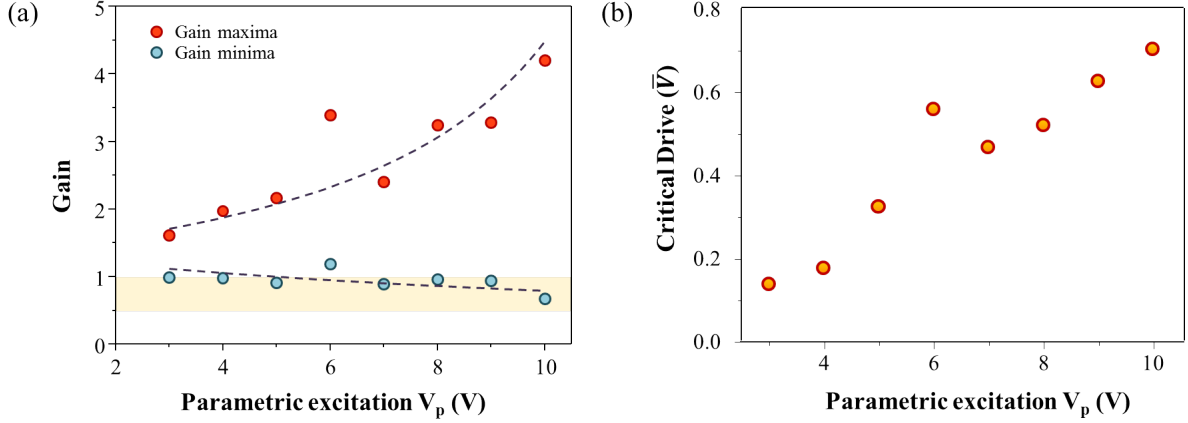 (a)
Gain maxima
Gain minima
5
4
3
2
1
0
Gain
2
4
6
8
10
Parametric excitation Vₚ (V)
(b)
0.8
0.6
0.4
0.2
0.0
Critical Drive (V̅)
4
6
8
10
Parametric excitation Vₚ (V)